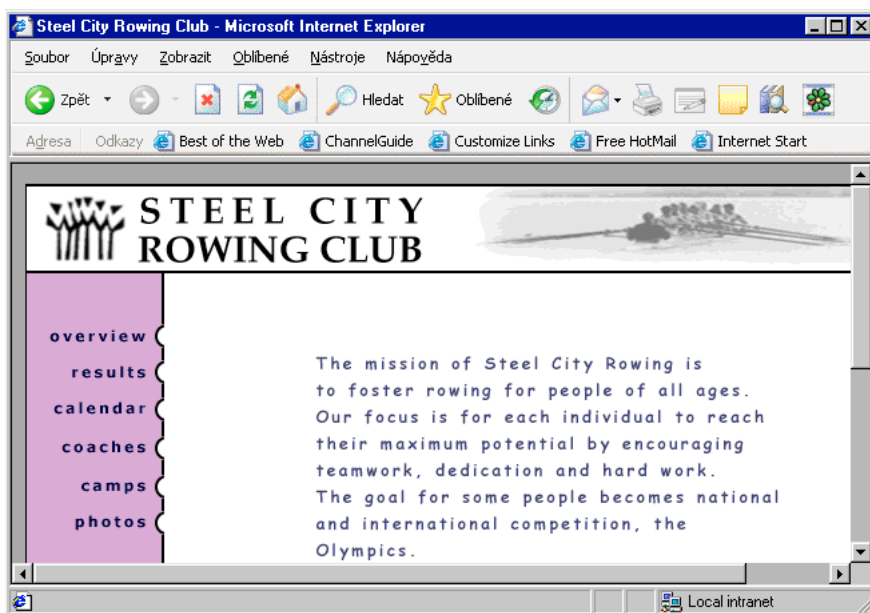 Steel City Rowing Club - Microsoft Internet Explorer
Soubor Úpravy Zobrazit Oblíbené Nástroje Nápověda
Zpět Hledat Oblíbené
Adresa Odkazy Best of the Web ChannelGuide Customize Links Free HotMail Internet Start
STEEL CITY
ROWING CLUB
overview
results
calendar
coaches
camps
photos
The mission of Steel City Rowing is
to foster rowing for people of all ages.
Our focus is for each individual to reach
their maximum potential by encouraging
teamwork, dedication and hard work.
The goal for some people becomes national
and international competition, the
Olympics.
Local intranet